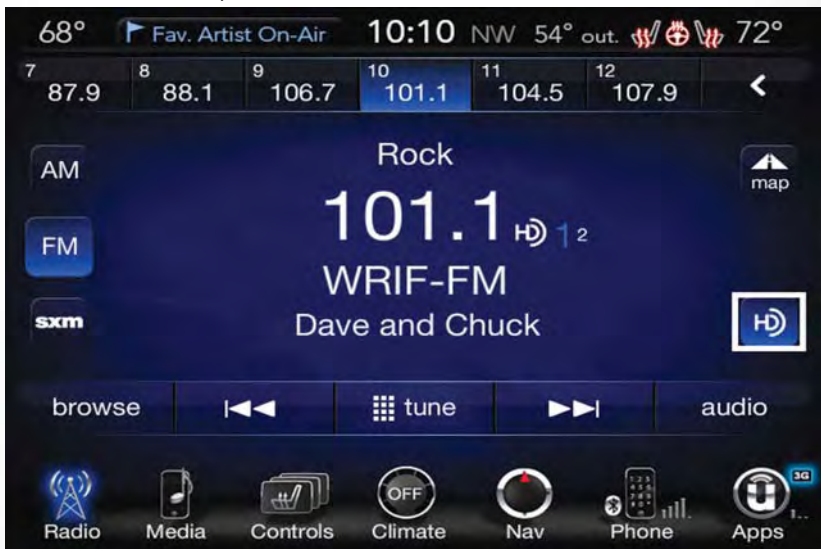 68° Fav. Artist On-Air 10:10 NW 54° out. 72°
7 8 9 10 11 12
87.9 88.1 106.7 101.1 104.5 107.9
Rock
AM
map
101.1 HD 1 2
FM
WRIF-FM
sxm
Dave and Chuck
HD
browse tune audio
OFF
3G
Radio Media Controls Climate Nav Phone Apps